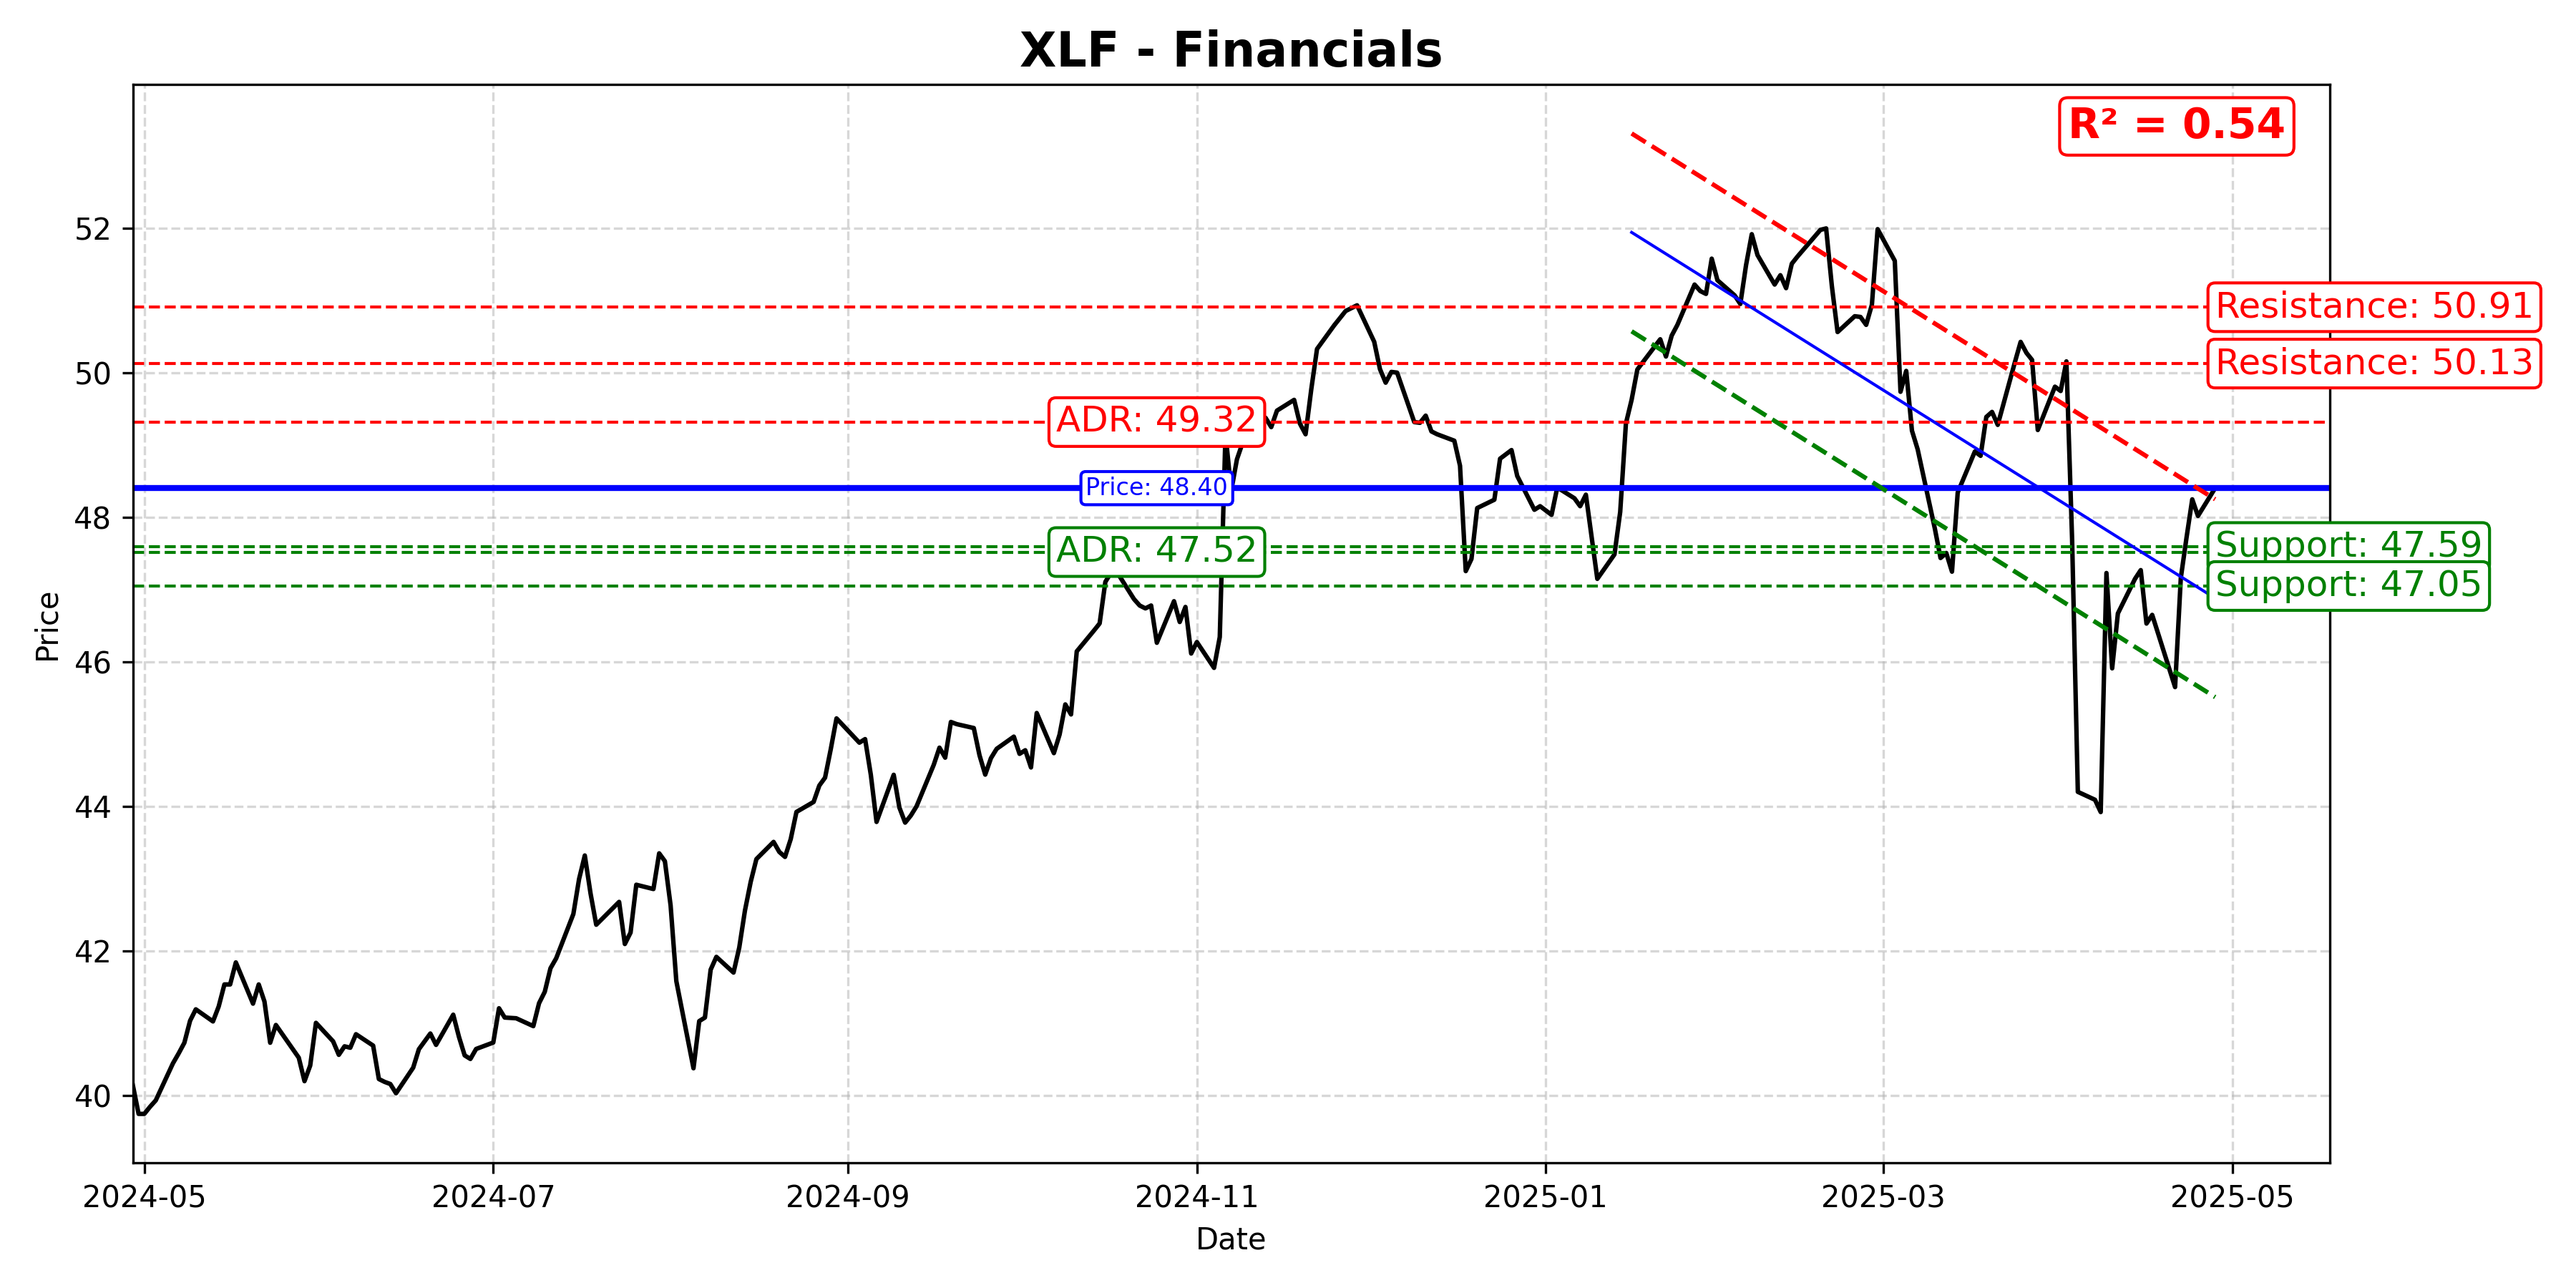 XLF - Financials
R² = 0.54
52
50
48
46
44
42
40
Price
Resistance: 50.91
Resistance: 50.13
ADR: 49.32
Price: 48.40
ADR: 47.52
Support: 47.59
Support: 47.05
2024-05
2024-07
2024-09
2024-11
2025-01
2025-03
2025-05
Date